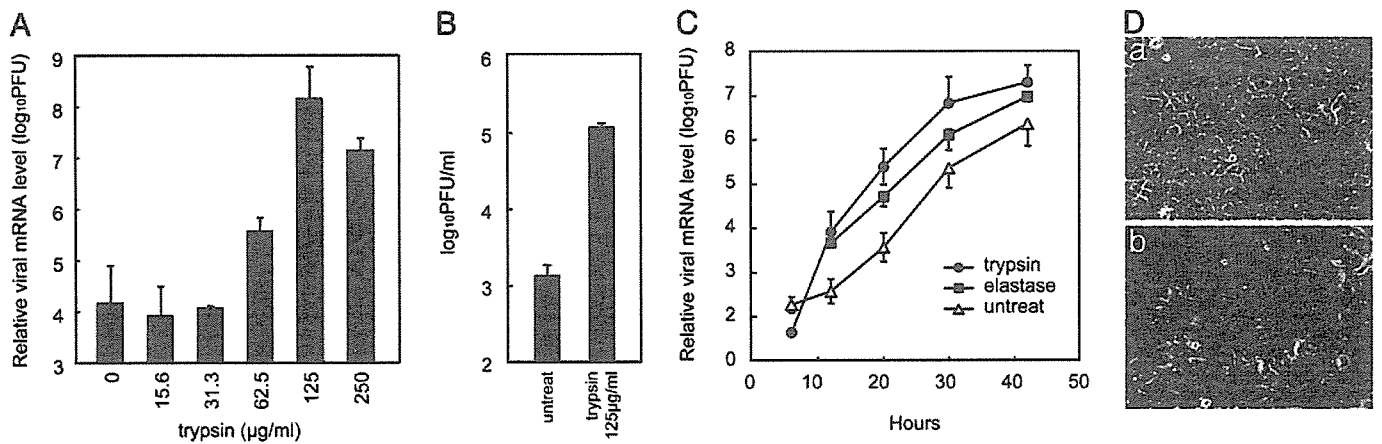 A
Relative viral mRNA level (log₁₀PFU)
9
8
7
6
5
4
3
0
15.6
31.3
62.5
125
250
trypsin (µg/ml)
B
log₁₀PFU/ml
6
5
4
3
2
untreat
trypsin
125µg/ml
C
Relative viral mRNA level (log₁₀PFU)
8
7
6
5
4
3
2
0
trypsin
elastase
untreat
0
10
20
30
40
50
Hours
D
a
b